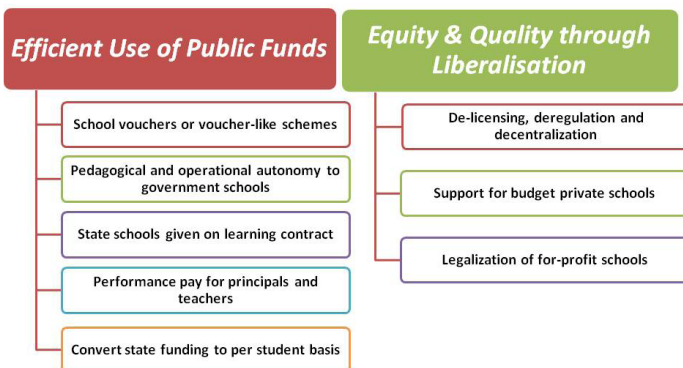 Efficient Use of Public Funds
School vouchers or voucher-like schemes
Pedagogical and operational autonomy to
government schools
State schools given on learning contract
Performance pay for principals and
teachers
Convert state funding to per student basis
Equity & Quality through
Liberalisation
De-licensing, deregulation and
decentralization
Support for budget private schools
Legalization of for-profit schools